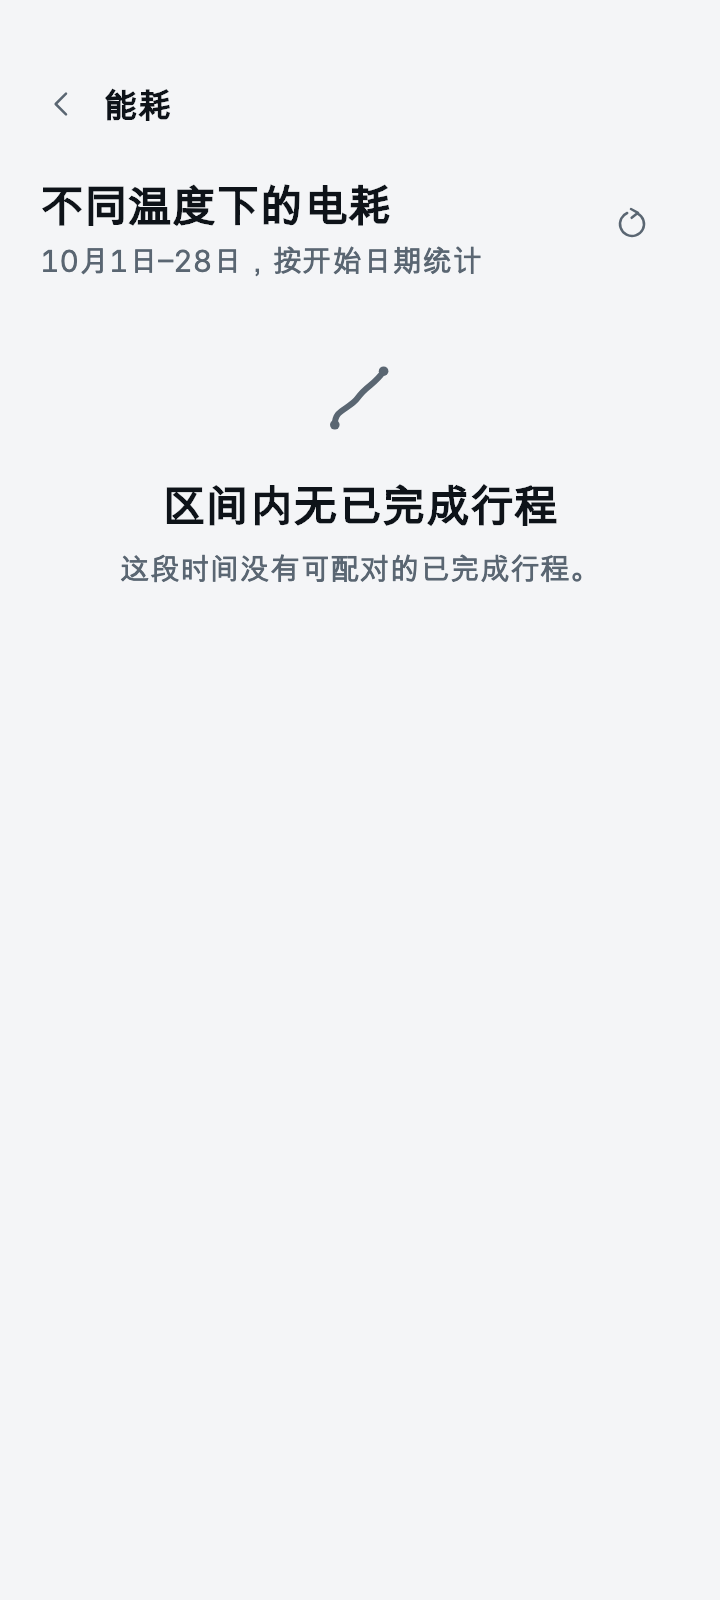 能耗
不同温度下的电耗
10月1日–28日，按开始日期统计
区间内无已完成行程
这段时间没有可配对的已完成行程。